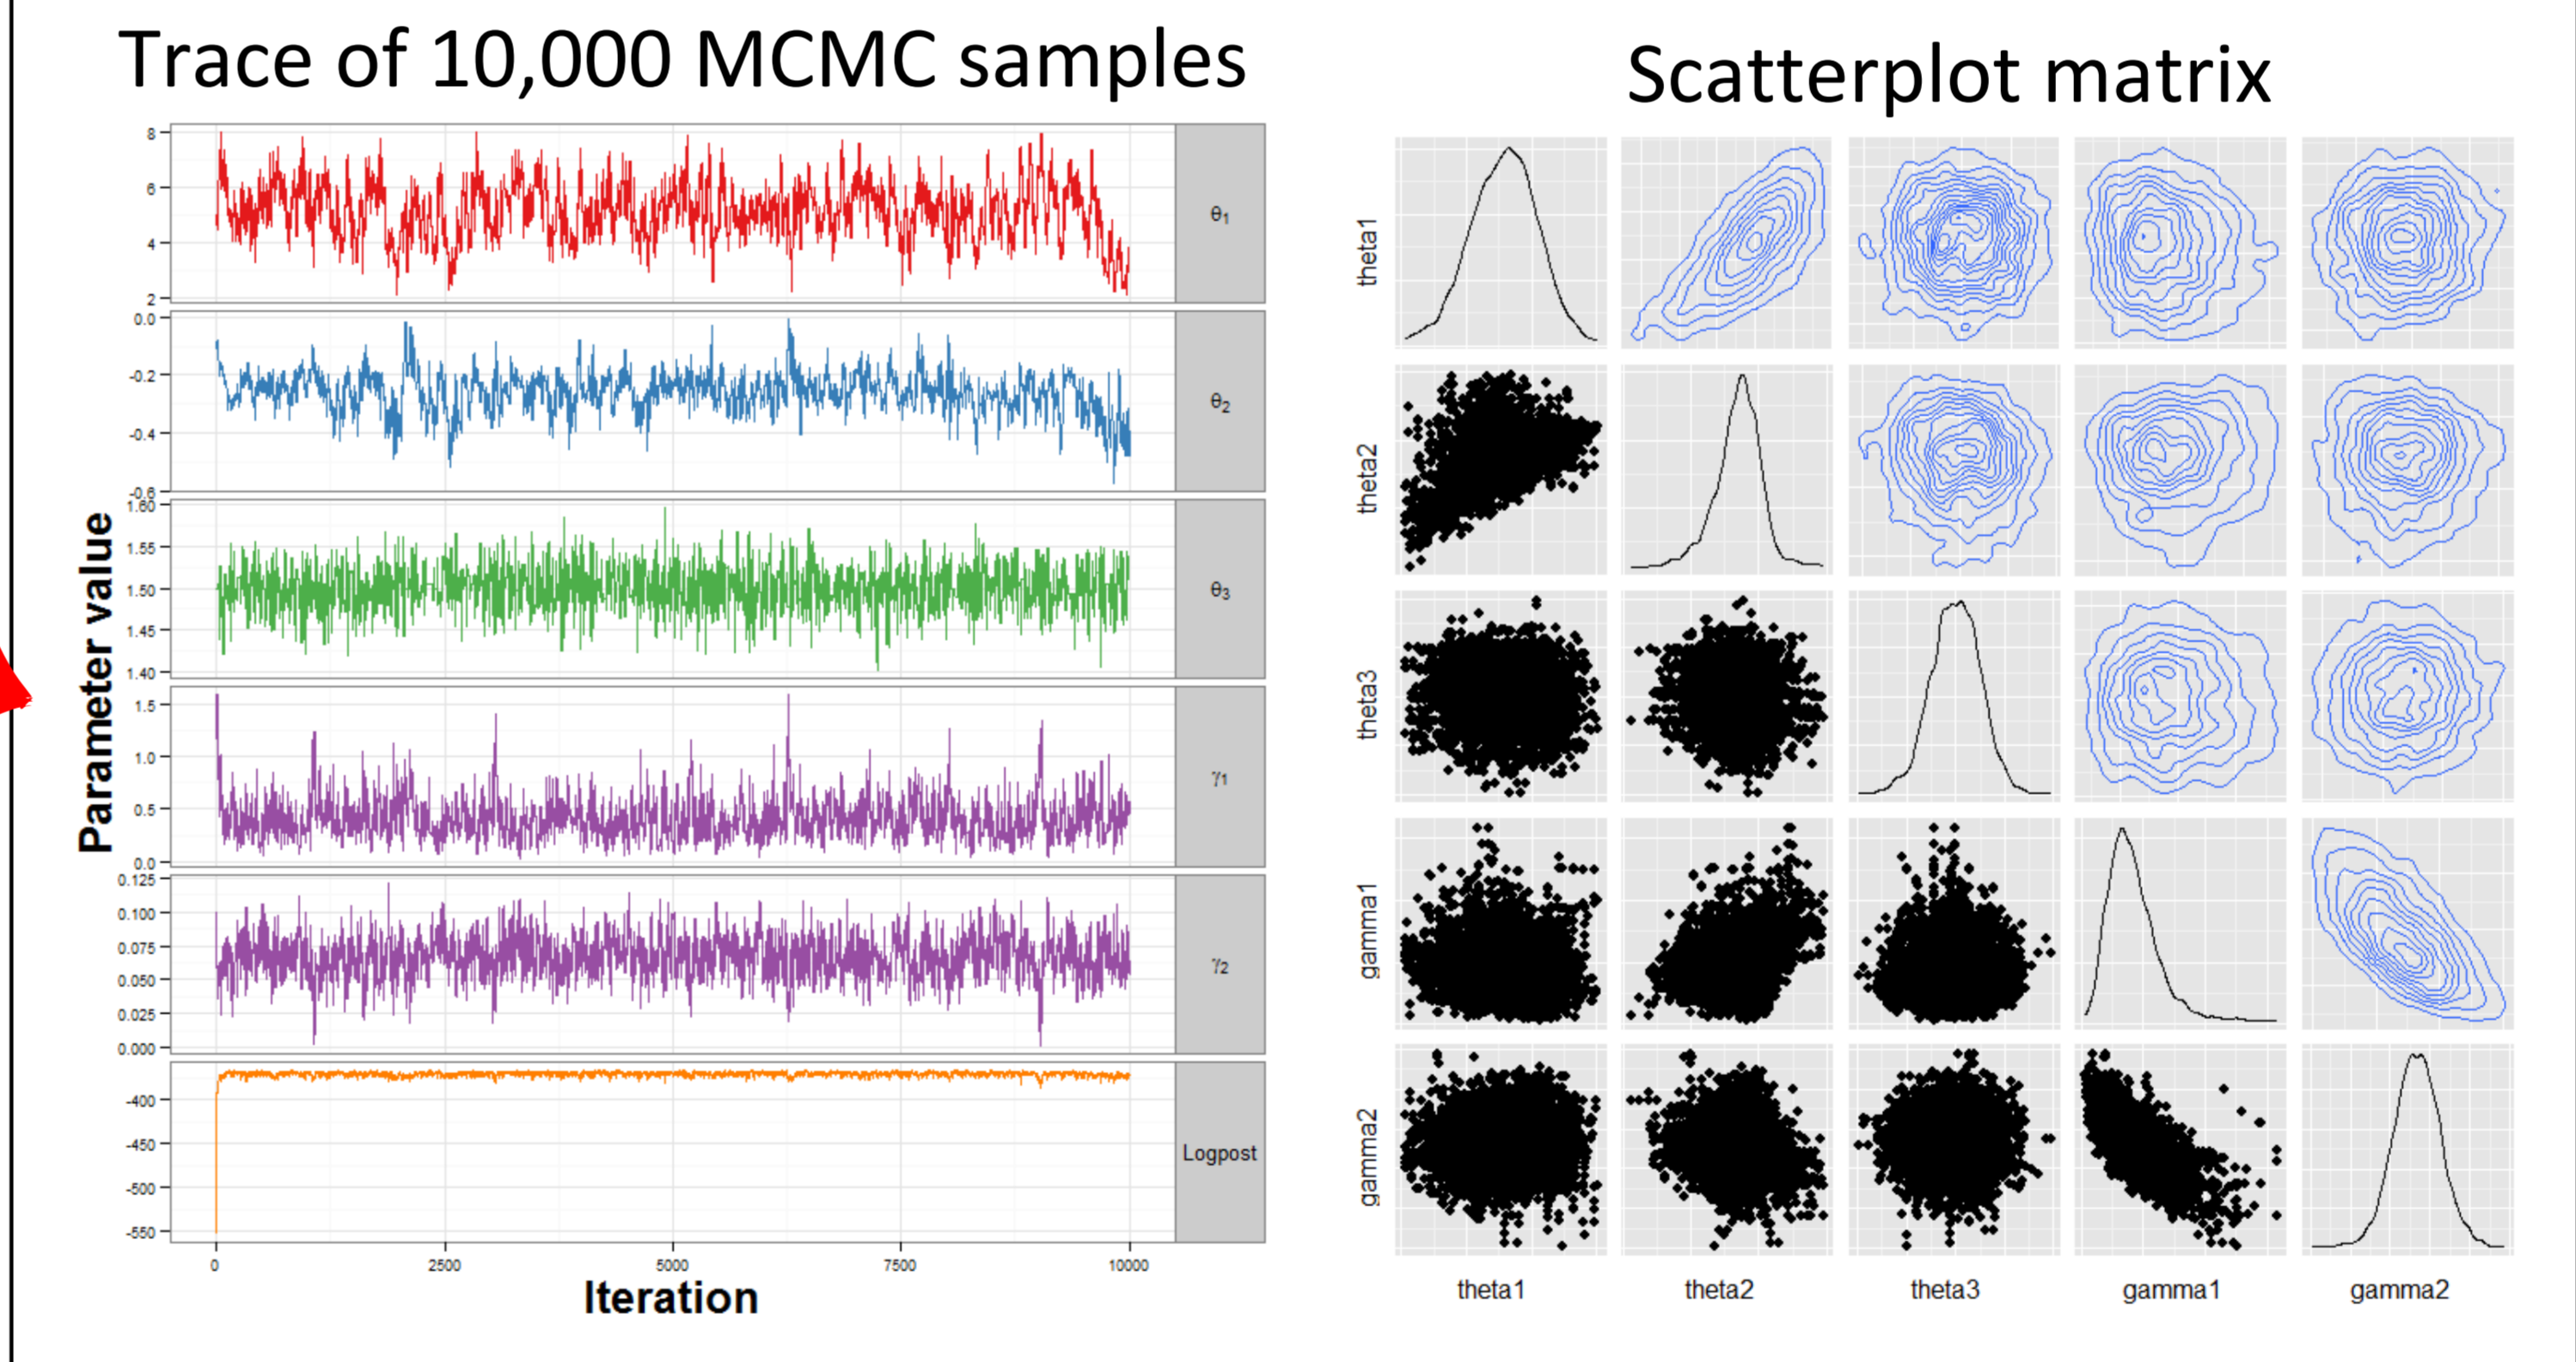 Trace of 10,000 MCMC samples
Scatterplot matrix
Parameter value
8
6
4
2
θ1
0.0
-0.2
-0.4
-0.6
θ2
1.60
1.55
1.50
1.45
1.40
θ3
1.5
1.0
0.5
0.0
γ1
0.125
0.100
0.075
0.050
0.025
0.000
γ2
-400
-450
-500
-550
Logpost
0 2500 5000 7500 10000
Iteration
theta1
theta2
theta3
gamma1
gamma2
theta1 theta2 theta3 gamma1 gamma2